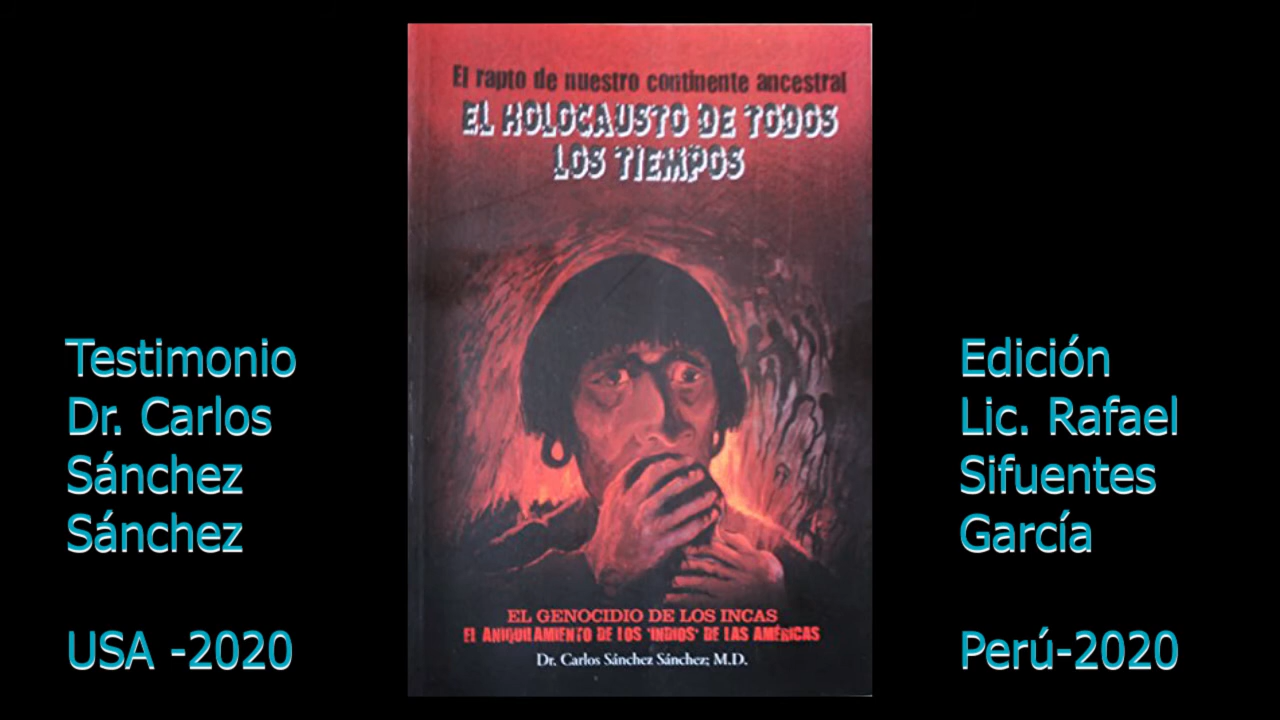 Testimonio
Dr. Carlos
Sánchez
Sánchez
USA -2020
El rapto de nuestro continente ancestral
EL HOLOCAUSTO DE TODOS
LOS TIEMPOS
EL GENOCIDIO DE LOS INCAS
EL ANIQUILAMIENTO DE LOS 'INDIOS' DE LAS AMÉRICAS
Dr. Carlos Sánchez Sánchez; M.D.
Edición
Lic. Rafael
Sifuentes
García
Perú-2020